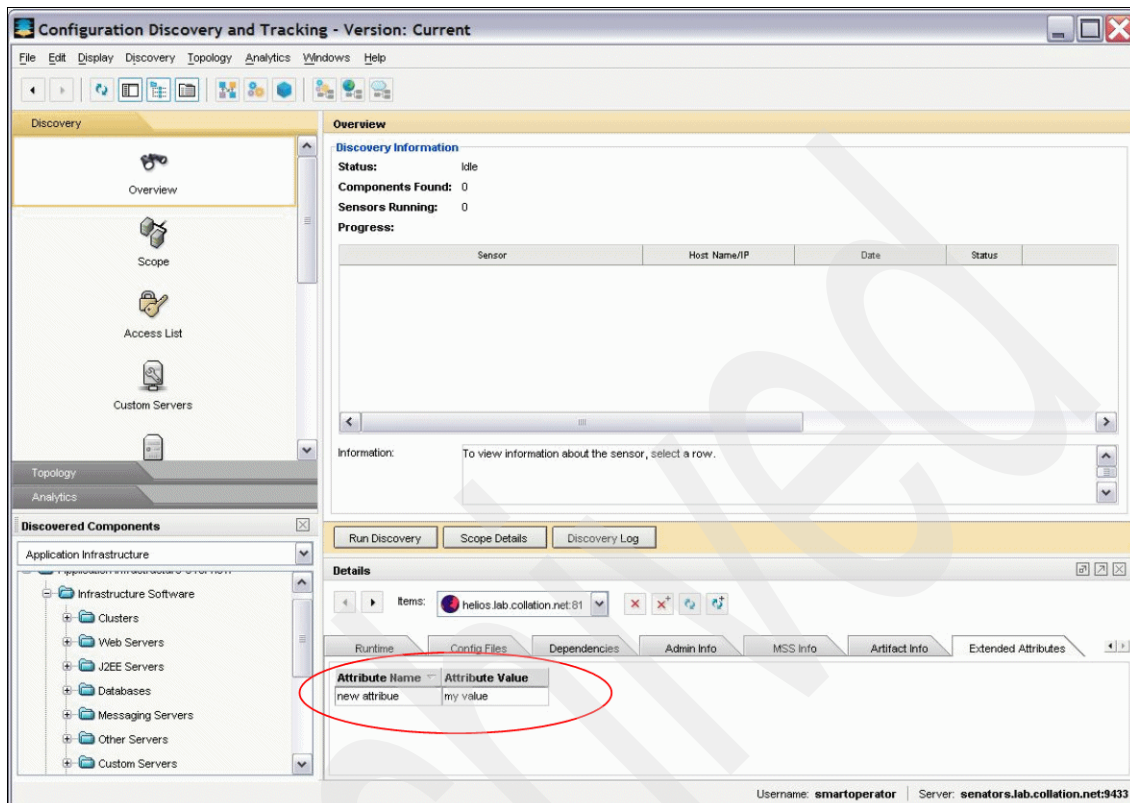 Configuration Discovery and Tracking - Version: Current
File Edit Display Discovery Topology Analytics Windows Help
Discovery
Overview
Scope
Access List
Custom Servers
Topology
Analytics
Overview
Discovery Information
Status: Idle
Components Found: 0
Sensors Running: 0
Progress:
Sensor Host Name/IP Date Status
Information: To view information about the sensor, select a row.
Run Discovery Scope Details Discovery Log
Discovered Components
Application Infrastructure
Infrastructure Software
Clusters
Web Servers
J2EE Servers
Databases
Messaging Servers
Other Servers
Custom Servers
Details
Items: helios.lab.collation.net:81
Runtime Config Files Dependencies Admin Info MSS Info Artifact Info Extended Attributes
Attribute Name Attribute Value
new attribue my value
Username: smartoperator Server: senators.lab.collation.net:9433